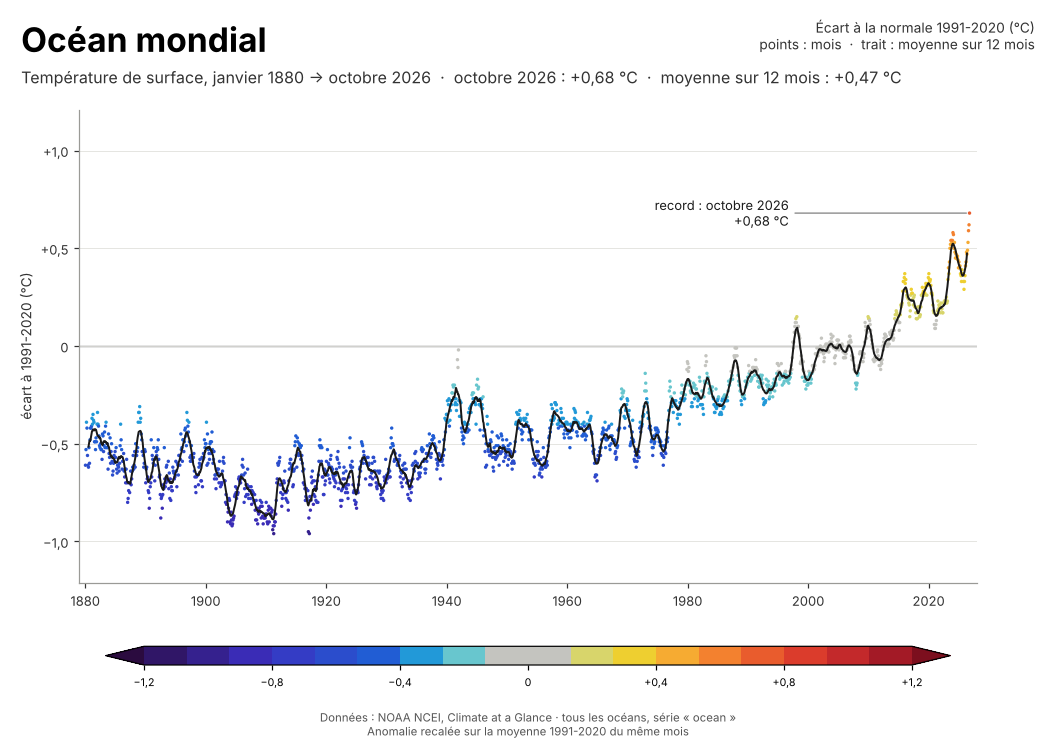 Océan mondial
Écart à la normale 1991-2020 (°C)
points : mois · trait : moyenne sur 12 mois
Température de surface, janvier 1880 → octobre 2026 · octobre 2026 : +0,68 °C · moyenne sur 12 mois : +0,47 °C
écart à 1991-2020 (°C)
+1,0
+0,5
0
−0,5
−1,0
record : octobre 2026
+0,68 °C
1880 1900 1920 1940 1960 1980 2000 2020
−1,2 −0,8 −0,4 0 +0,4 +0,8 +1,2
Données : NOAA NCEI, Climate at a Glance · tous les océans, série « ocean »
Anomalie recalée sur la moyenne 1991-2020 du même mois